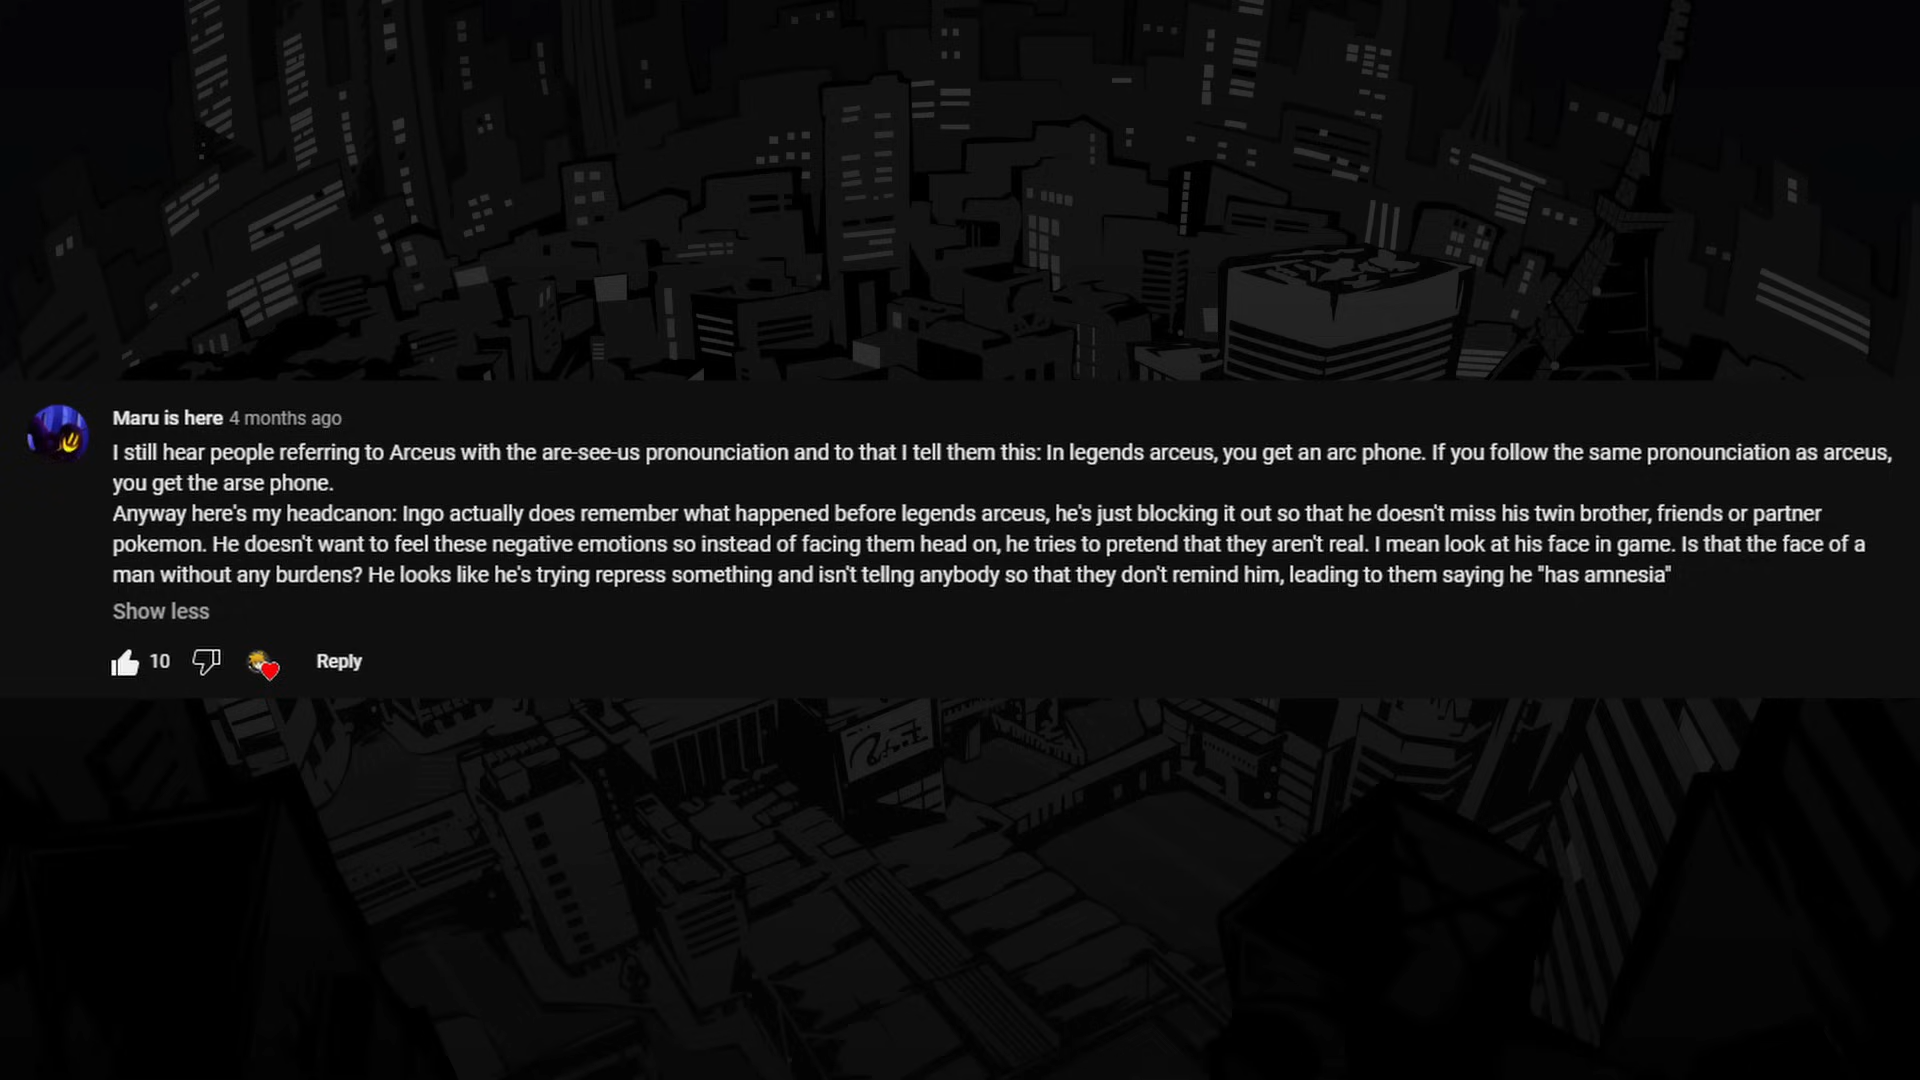 Maru is here 4 months ago
I still hear people referring to Arceus with the are-see-us pronounciation and to that I tell them this: In legends arceus, you get an arc phone. If you follow the same pronounciation as arceus,
you get the arse phone.
Anyway here's my headcanon: Ingo actually does remember what happened before legends arceus, he's just blocking it out so that he doesn't miss his twin brother, friends or partner
pokemon. He doesn't want to feel these negative emotions so instead of facing them head on, he tries to pretend that they aren't real. I mean look at his face in game. Is that the face of a
man without any burdens? He looks like he's trying repress something and isn't tellng anybody so that they don't remind him, leading to them saying he "has amnesia"
Show less
10
Reply